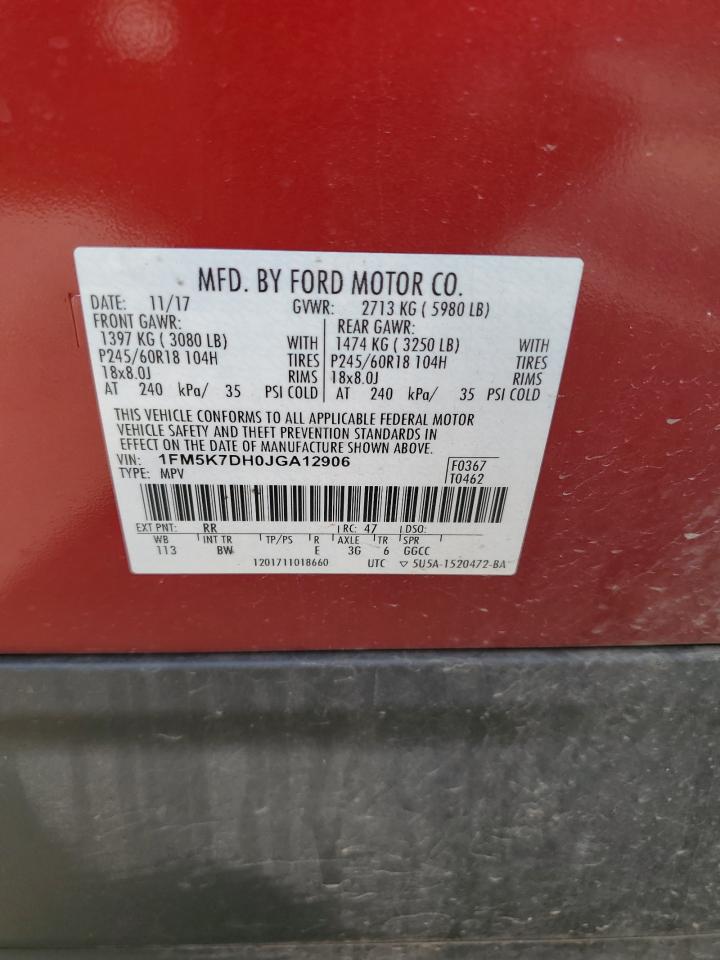 MFD. BY FORD MOTOR CO.
DATE: 11/17 GVWR: 2713 KG ( 5980 LB)
FRONT GAWR: REAR GAWR:
1397 KG ( 3080 LB) WITH 1474 KG ( 3250 LB) WITH
P245/60R18 104H TIRES P245/60R18 104H TIRES
18x8.0J RIMS 18x8.0J RIMS
AT 240 kPa/ 35 PSI COLD AT 240 kPa/ 35 PSI COLD
THIS VEHICLE CONFORMS TO ALL APPLICABLE FEDERAL MOTOR
VEHICLE SAFETY AND THEFT PREVENTION STANDARDS IN
EFFECT ON THE DATE OF MANUFACTURE SHOWN ABOVE.
VIN: 1FM5K7DH0JGA12906 F0367
TYPE: MPV T0462
EXT PNT: RR RC: 47 DSO:
WB INT TR TP/PS R AXLE TR SPR
113 BW E 3G 6 GGCC
1201711018660 UTC ▽ 5U5A-1520472-BA